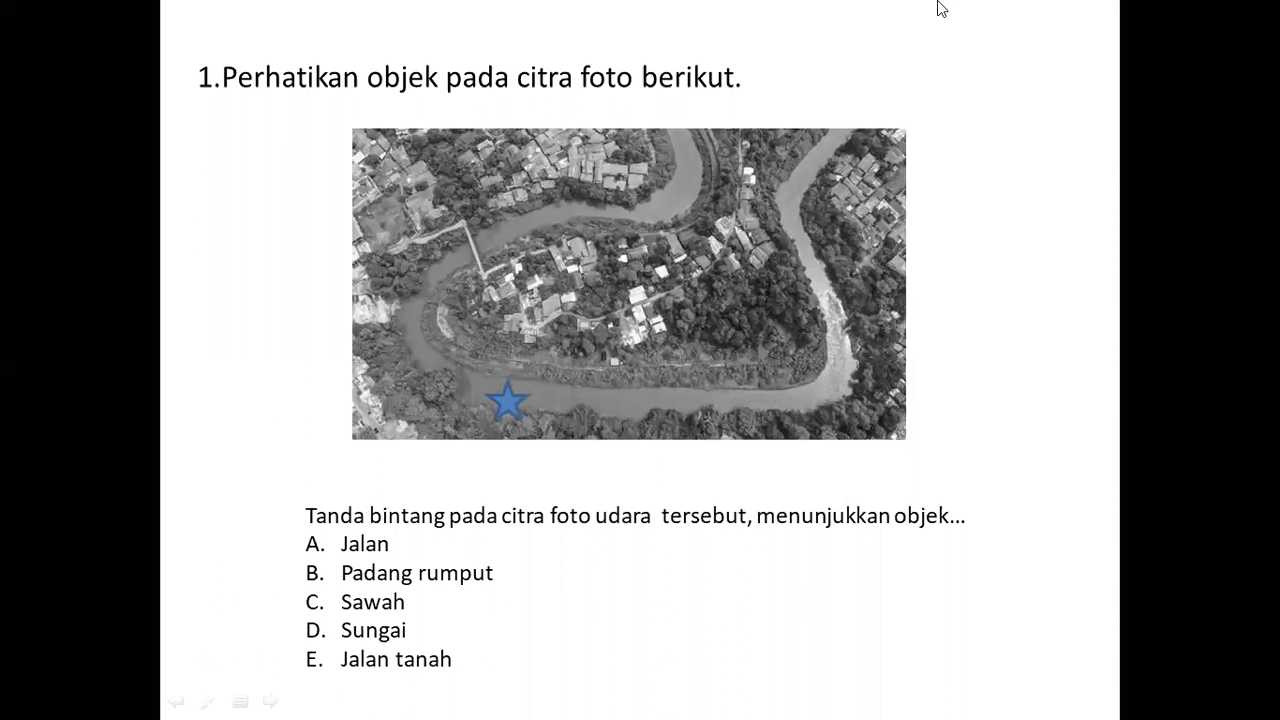 1.Perhatikan objek pada citra foto berikut.
Tanda bintang pada citra foto udara tersebut, menunjukkan objek...
A. Jalan
B. Padang rumput
C. Sawah
D. Sungai
E. Jalan tanah